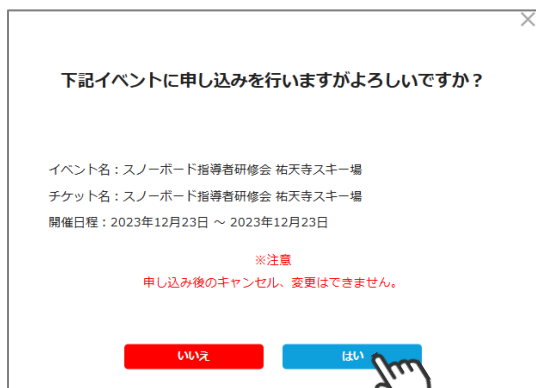 下記イベントに申し込みを行いますがよろしいですか？
イベント名：スノーボード指導者研修会 祐天寺スキー場
チケット名：スノーボード指導者研修会 祐天寺スキー場
開催日程：2023年12月23日 ～ 2023年12月23日
※注意
申し込み後のキャンセル、変更はできません。
いいえ
はい